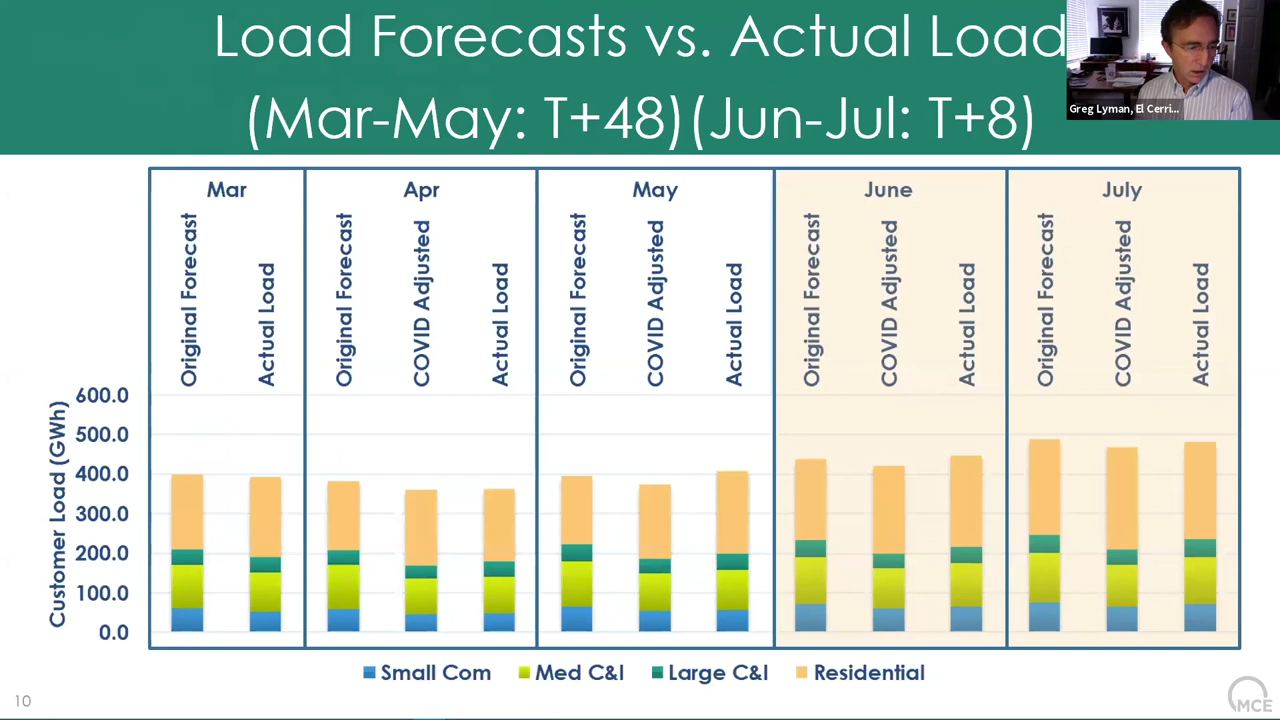 Load Forecasts vs. Actual Load
(Mar-May: T+48)(Jun-Jul: T+8)
Greg Lyman, El Cerri...
Mar
Apr
May
June
July
Original Forecast
Actual Load
Original Forecast
COVID Adjusted
Actual Load
Original Forecast
COVID Adjusted
Actual Load
Original Forecast
COVID Adjusted
Actual Load
Original Forecast
COVID Adjusted
Actual Load
Customer Load (GWh)
600.0
500.0
400.0
300.0
200.0
100.0
0.0
Small Com
Med C&I
Large C&I
Residential
10
MCE